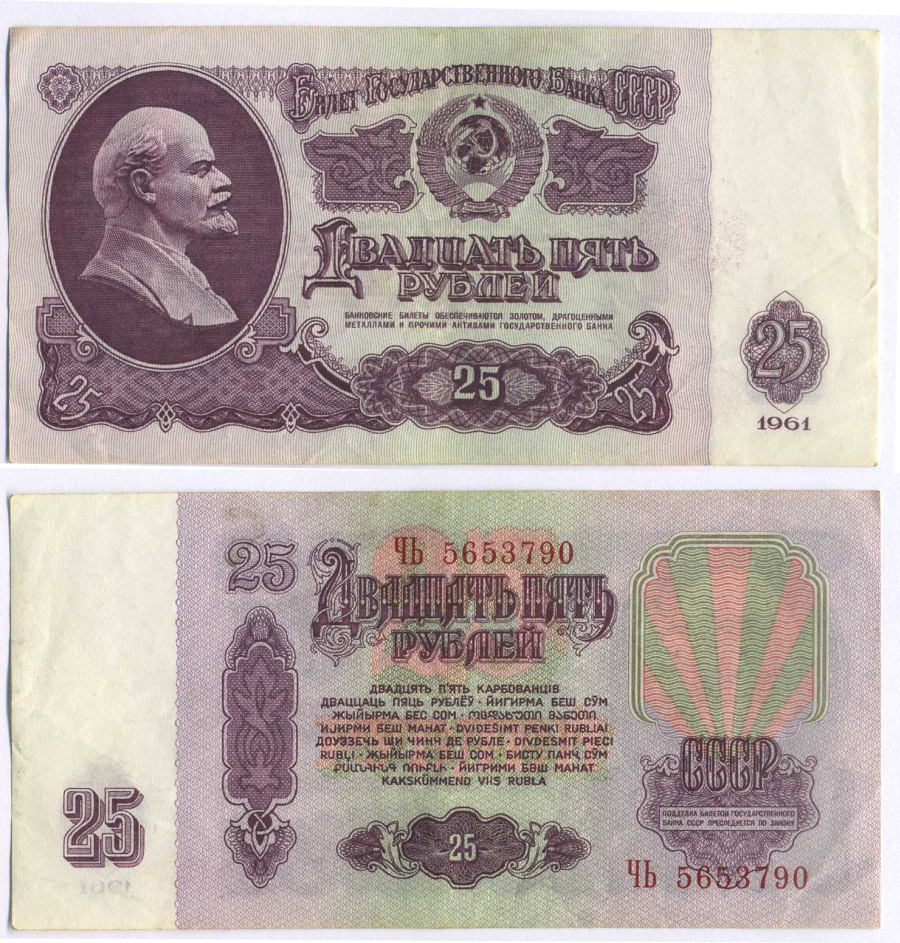 Билет Государственного Банка СССР
Двадцать пять
рублей
БАНКОВСКИЕ БИЛЕТЫ ОБЕСПЕЧИВАЮТСЯ ЗОЛОТОМ, ДРАГОЦЕННЫМИ
МЕТАЛЛАМИ И ПРОЧИМИ АКТИВАМИ ГОСУДАРСТВЕННОГО БАНКА
25
25
25
25
1961
25
ЧЬ 5653790
Двадцать пять
рублей
ДВАДЦЯТЬ П'ЯТЬ КАРБОВАНЦІВ
ДВАЦЦАЦЬ ПЯЦЬ РУБЛЁЎ · ЙИГИРМА БЕШ СЎМ
ЖЫЙЫРМА БЕС СОМ · ᲝᲪᲓᲐᲮᲣᲗᲘ ᲛᲐᲜᲔᲗᲘ
ИЈИРМИ БЕШ МАНАТ · DVIDEŠIMT PENKI RUBLIAI
ДОУЭЗЕЧЬ ШИ ЧИНЧ ДЕ РУБЛЕ · DIVDESMIT PIECI
RUBĻI · ЖЫЙЫРМА БЕШ СОМ · БИСТУ ПАНҶ СӮМ
ՔՍԱՆՀԻՆԳ ՌՈՒԲԼԻ · ЙИГРИМИ БӘШ МАНАТ
KAKSKÜMMEND VIIS RUBLA
25
25
СССР
ПОДДЕЛКА БИЛЕТОВ ГОСУДАРСТВЕННОГО
БАНКА СССР ПРЕСЛЕДУЕТСЯ ПО ЗАКОНУ
ЧЬ 5653790